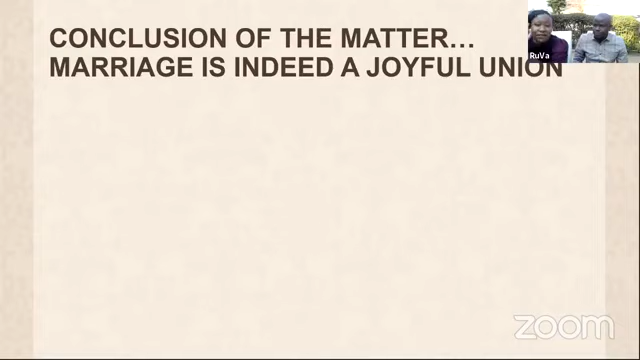 CONCLUSION OF THE MATTER…
MARRIAGE IS INDEED A JOYFUL UNION
RuVa
zoom